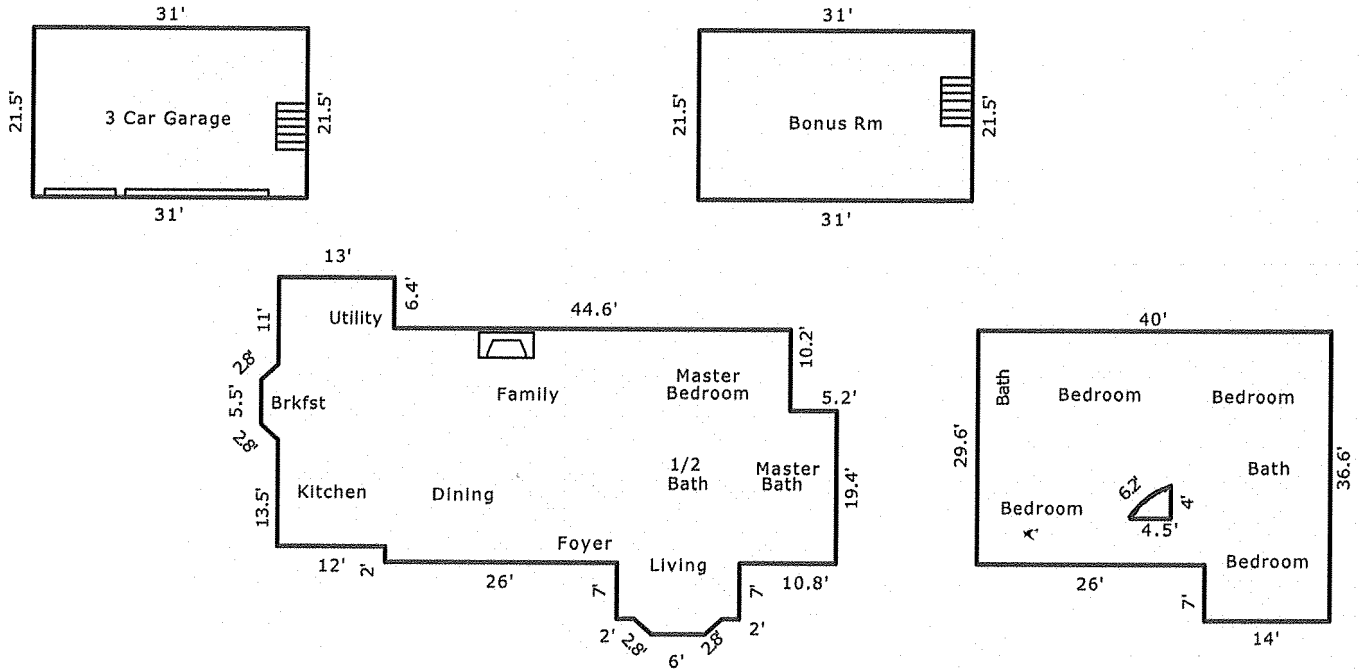 31'
31'
21.5'
3 Car Garage
21.5'
21.5'
Bonus Rm
21.5'
31'
31'
13'
6.4'
44.6'
40'
11'
Utility
10.2'
2.8'
Master
Bedroom
Bath
Bedroom
Bedroom
5.5'
Brkfst
Family
5.2'
2.8'
29.6'
36.6'
1/2
Bath
Master
Bath
19.4'
Bath
13.5'
Kitchen
Dining
6.2'
4'
Bedroom
4.5'
Foyer
12'
2'
26'
Living
10.8'
Bedroom
7'
7'
26'
7'
2'
2.8'
6'
2.8'
2'
14'